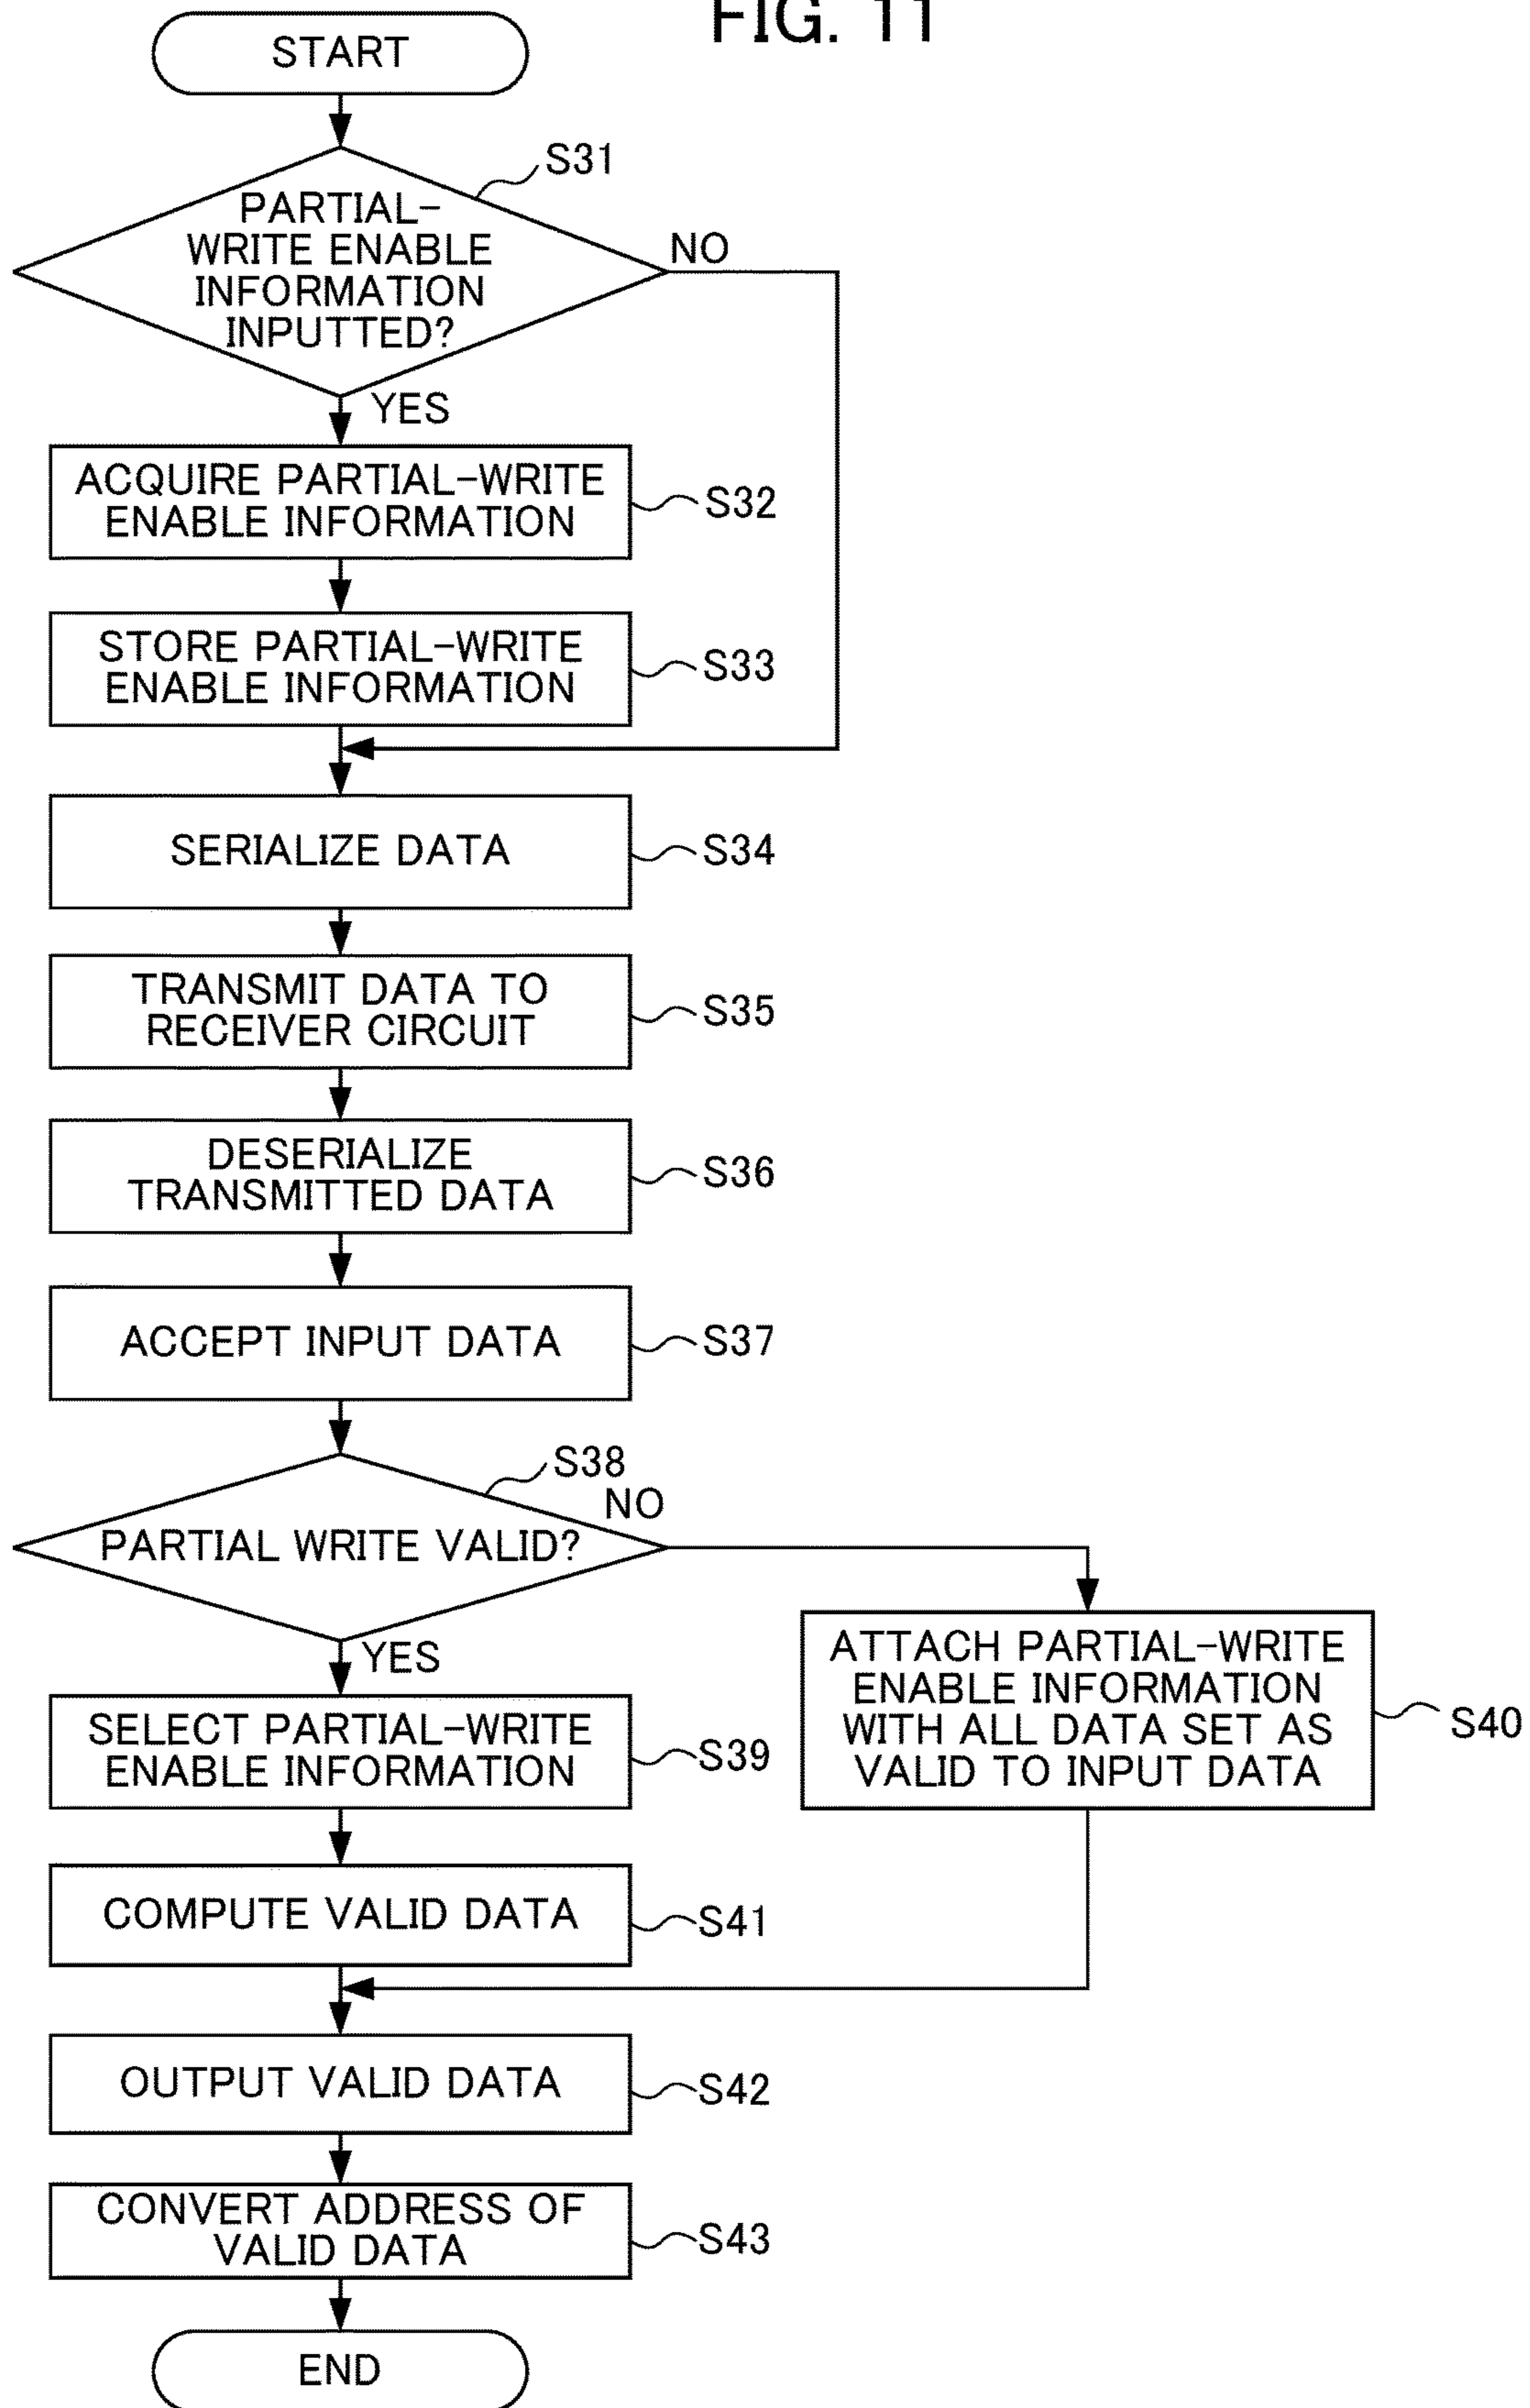 FIG. 11
START
S31
PARTIAL-
WRITE ENABLE
INFORMATION
INPUTTED?
NO
YES
ACQUIRE PARTIAL-WRITE
ENABLE INFORMATION
S32
STORE PARTIAL-WRITE
ENABLE INFORMATION
S33
SERIALIZE DATA
S34
TRANSMIT DATA TO
RECEIVER CIRCUIT
S35
DESERIALIZE
TRANSMITTED DATA
S36
ACCEPT INPUT DATA
S37
S38
NO
PARTIAL WRITE VALID?
YES
ATTACH PARTIAL-WRITE
ENABLE INFORMATION
WITH ALL DATA SET AS
VALID TO INPUT DATA
S40
SELECT PARTIAL-WRITE
ENABLE INFORMATION
S39
COMPUTE VALID DATA
S41
OUTPUT VALID DATA
S42
CONVERT ADDRESS OF
VALID DATA
S43
END